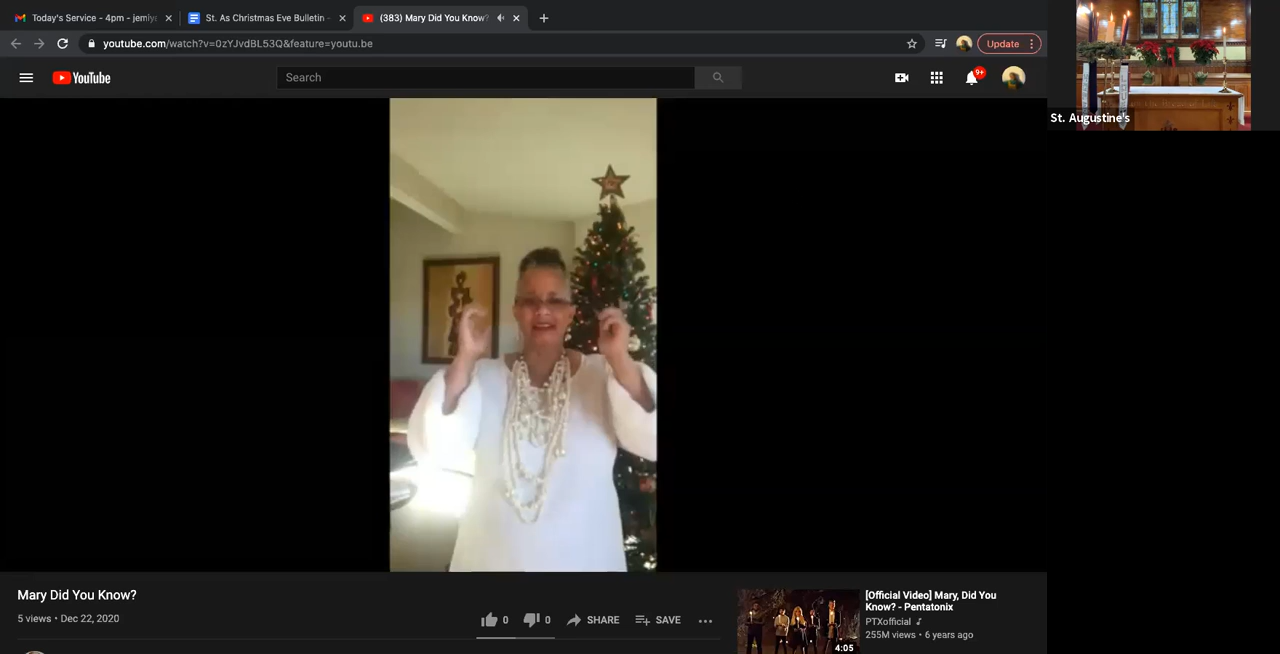 Today's Service - 4pm - jemlys
St. As Christmas Eve Bulletin -
(383) Mary Did You Know?
youtube.com/watch?v=0zYJvdBL53Q&feature=youtu.be
Update
YouTube
Search
9+
St. Augustine's
Mary Did You Know?
5 views • Dec 22, 2020
0
0
SHARE
SAVE
[Official Video] Mary, Did You
Know? - Pentatonix
PTXofficial
255M views • 6 years ago
4:05